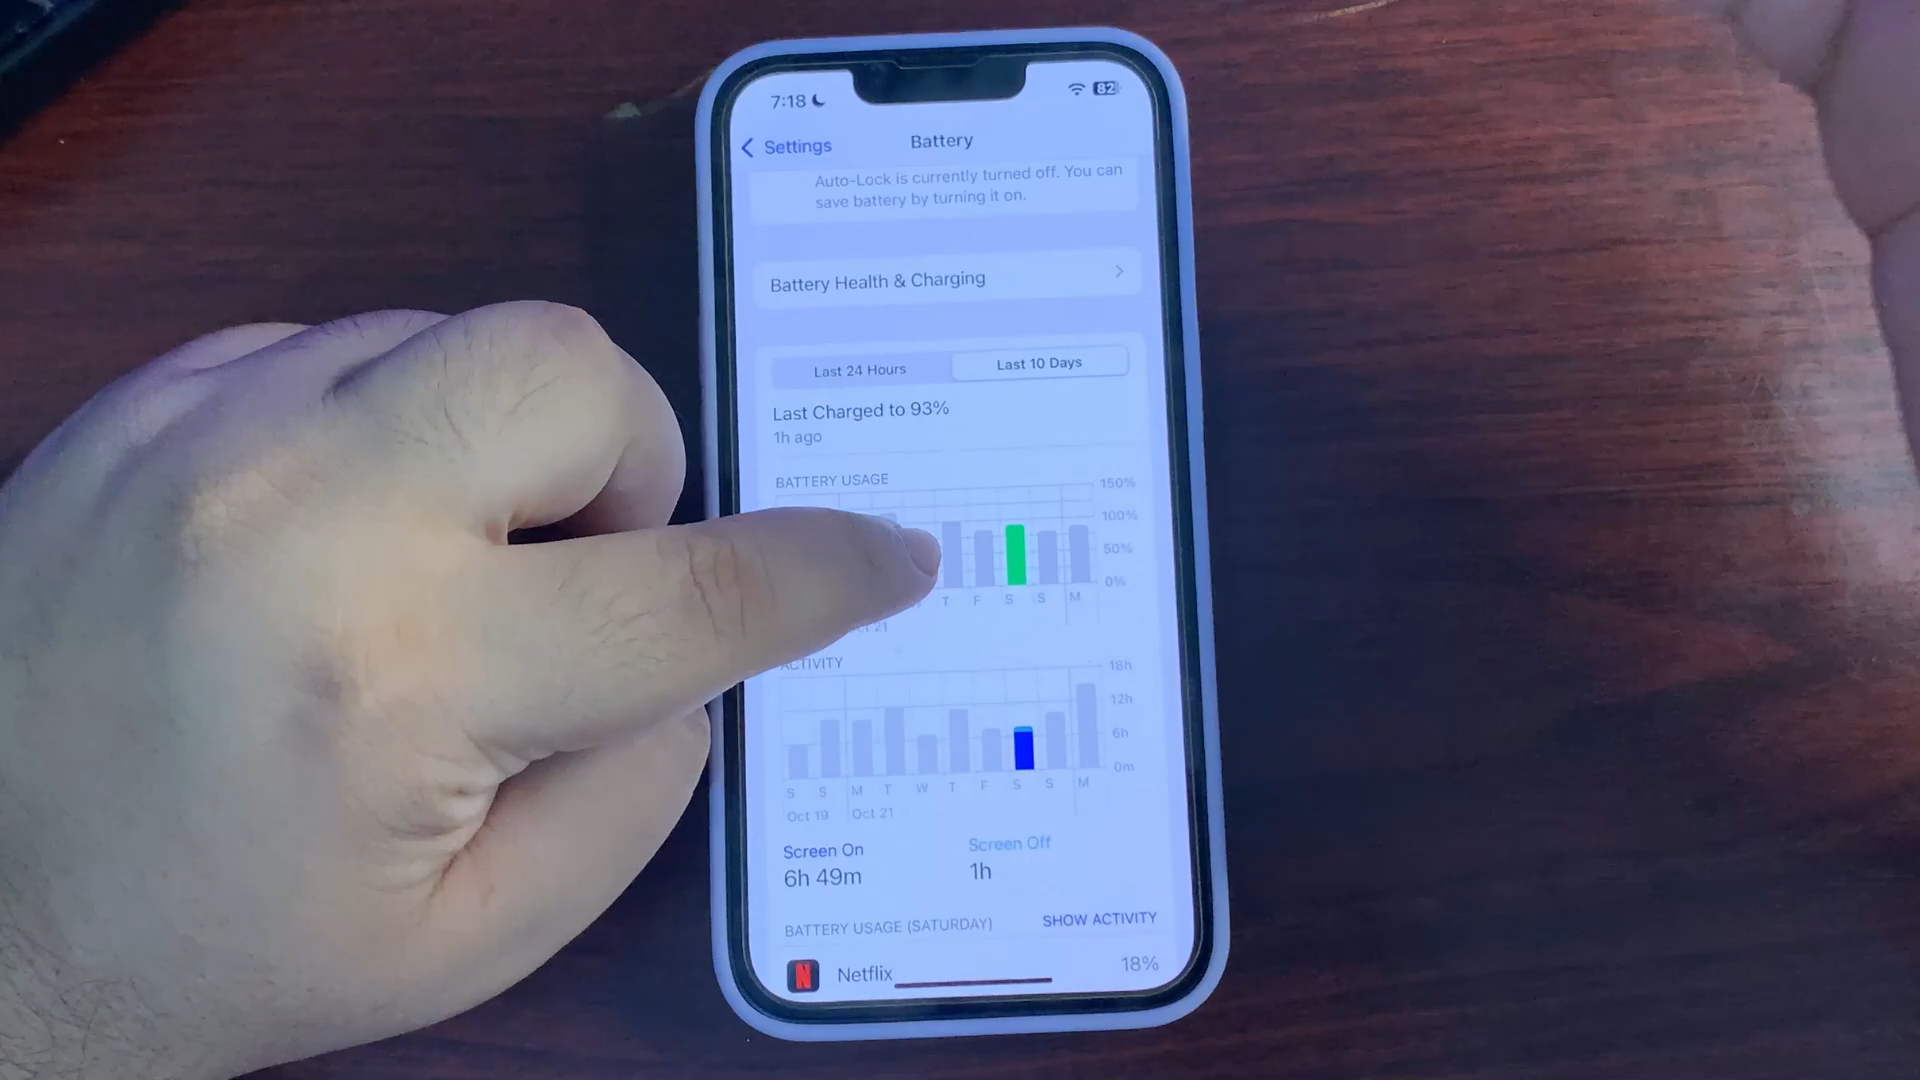 7:18
82
Settings
Battery
Auto-Lock is currently turned off. You can
save battery by turning it on.
Battery Health & Charging
Last 24 Hours
Last 10 Days
Last Charged to 93%
1h ago
BATTERY USAGE
150%
100%
50%
0%
T F S S M
ct 21
ACTIVITY
18h
12h
6h
0m
S S M T W T F S S M
Oct 19 Oct 21
Screen On
6h 49m
Screen Off
1h
BATTERY USAGE (SATURDAY)
SHOW ACTIVITY
N
Netflix
18%